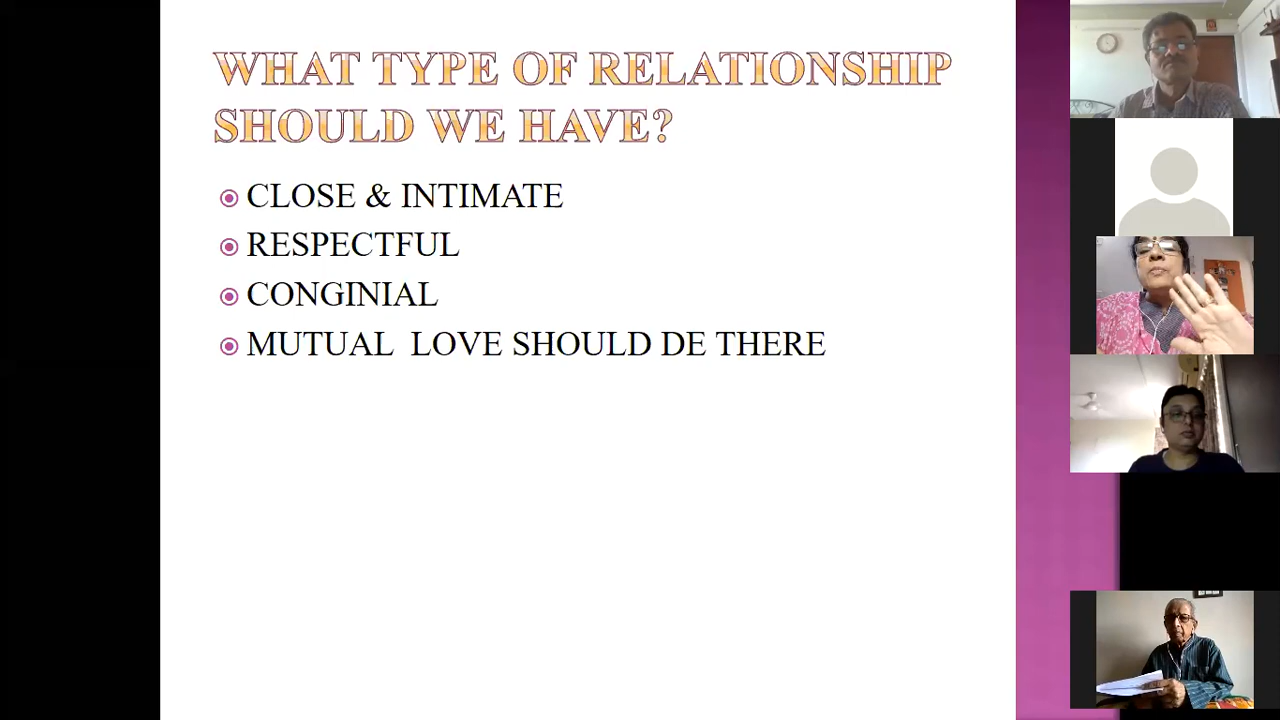 WHAT TYPE OF RELATIONSHIP
SHOULD WE HAVE?
CLOSE & INTIMATE
RESPECTFUL
CONGINIAL
MUTUAL LOVE SHOULD DE THERE